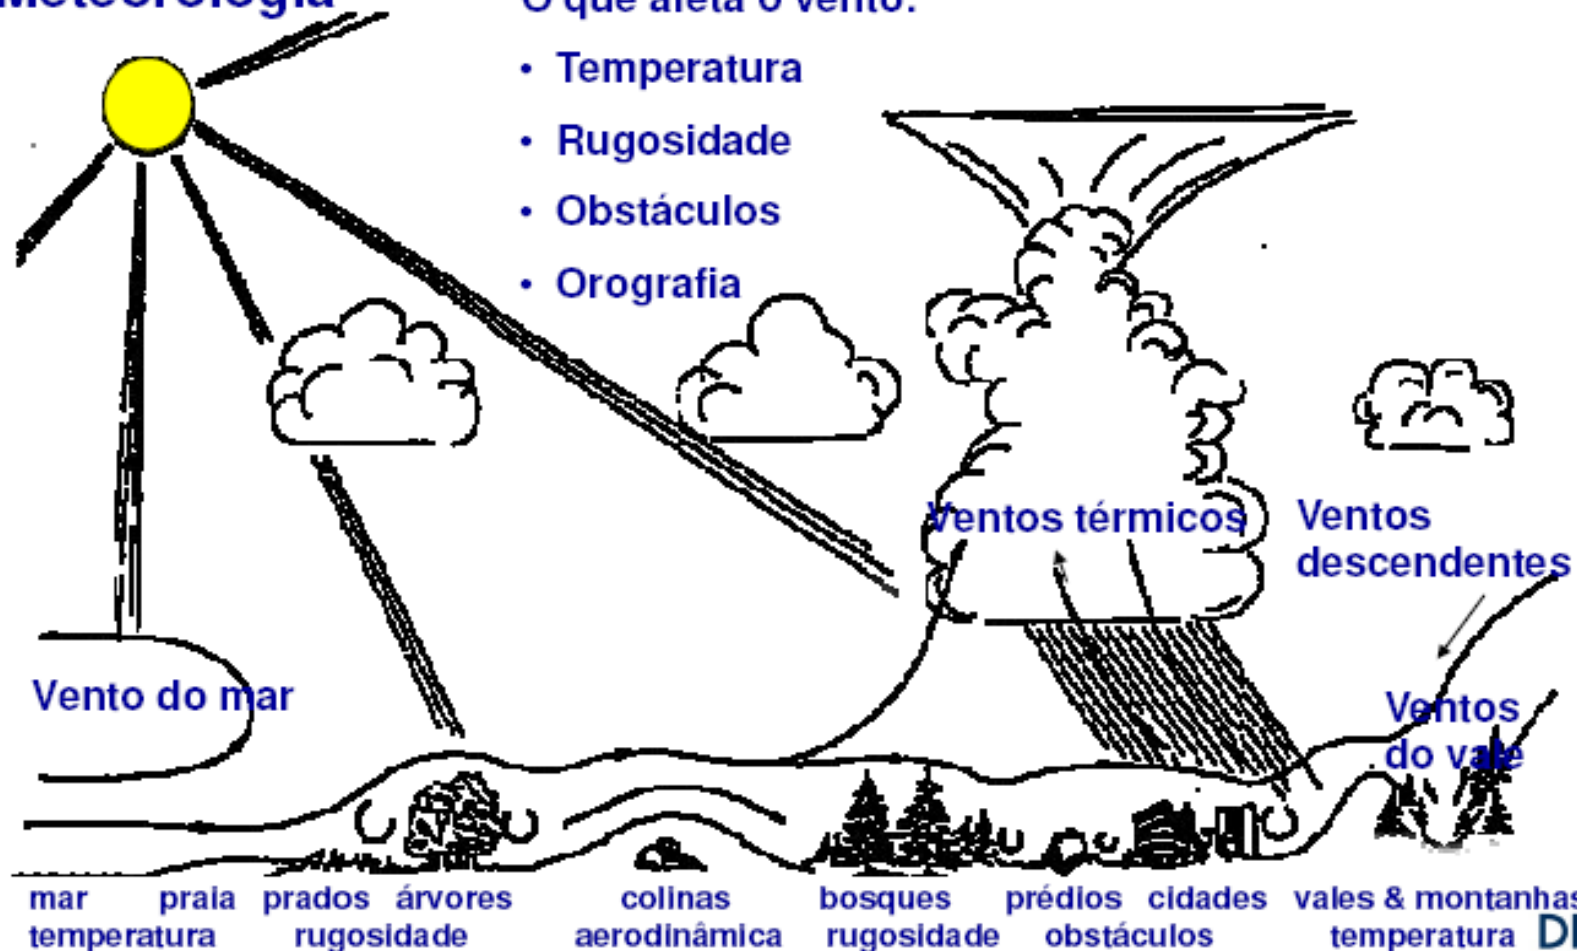 Meteorologia
O que afeta o vento:
• Temperatura
• Rugosidade
• Obstáculos
• Orografia
Ventos térmicos
Ventos
descendentes
Vento do mar
Ventos
do vale
mar praia prados árvores colinas bosques prédios cidades vales & montanhas
temperatura rugosidade aerodinâmica rugosidade obstáculos temperatura